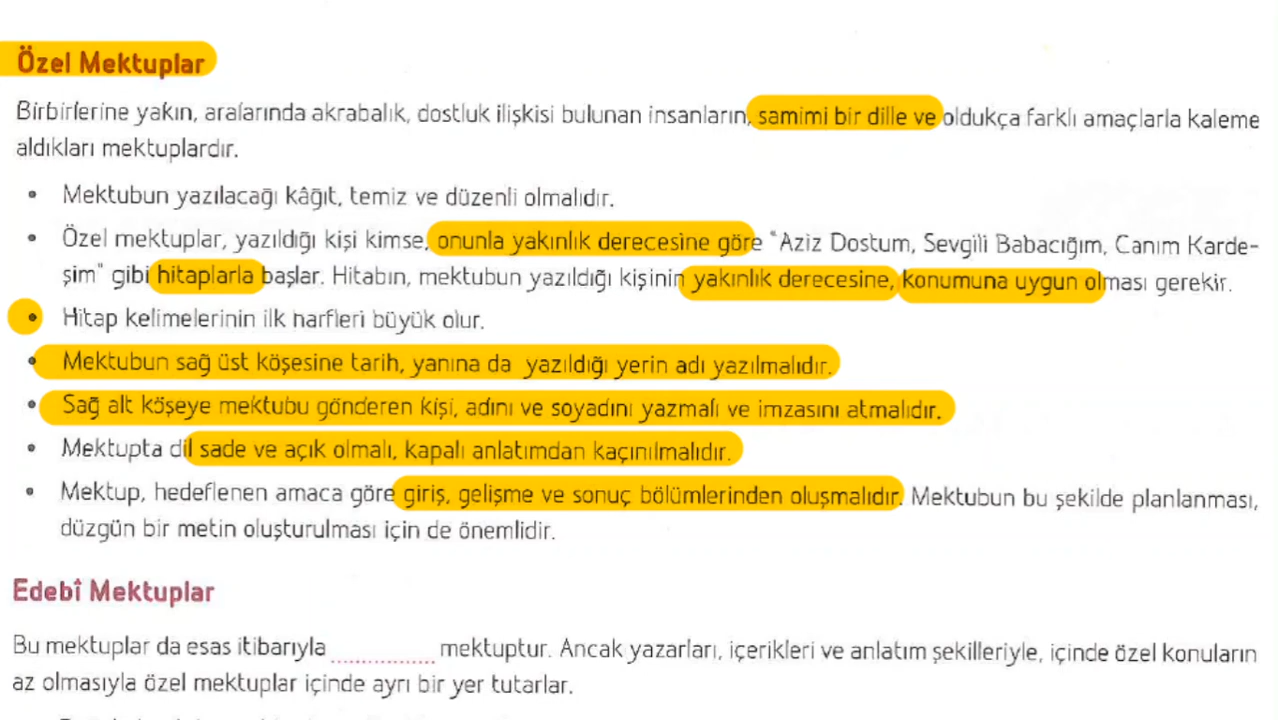 Özel Mektuplar
Birbirlerine yakın, aralarında akrabalık, dostluk ilişkisi bulunan insanların, samimi bir dille ve oldukça farklı amaçlarla kaleme
aldıkları mektuplardır.
• Mektubun yazılacağı kâğıt, temiz ve düzenli olmalıdır.
• Özel mektuplar, yazıldığı kişi kimse, onunla yakınlık derecesine göre "Aziz Dostum, Sevgili Babacığım, Canım Karde-
şim" gibi hitaplarla başlar. Hitabın, mektubun yazıldığı kişinin yakınlık derecesine, konumuna uygun olması gerekir.
• Hitap kelimelerinin ilk harfleri büyük olur.
• Mektubun sağ üst köşesine tarih, yanına da yazıldığı yerin adı yazılmalıdır.
• Sağ alt köşeye mektubu gönderen kişi, adını ve soyadını yazmalı ve imzasını atmalıdır.
• Mektupta dil sade ve açık olmalı, kapalı anlatımdan kaçınılmalıdır.
• Mektup, hedeflenen amaca göre giriş, gelişme ve sonuç bölümlerinden oluşmalıdır. Mektubun bu şekilde planlanması,
düzgün bir metin oluşturulması için de önemlidir.
Edebî Mektuplar
Bu mektuplar da esas itibarıyla .............. mektuptur. Ancak yazarları, içerikleri ve anlatım şekilleriyle, içinde özel konuların
az olmasıyla özel mektuplar içinde ayrı bir yer tutarlar.